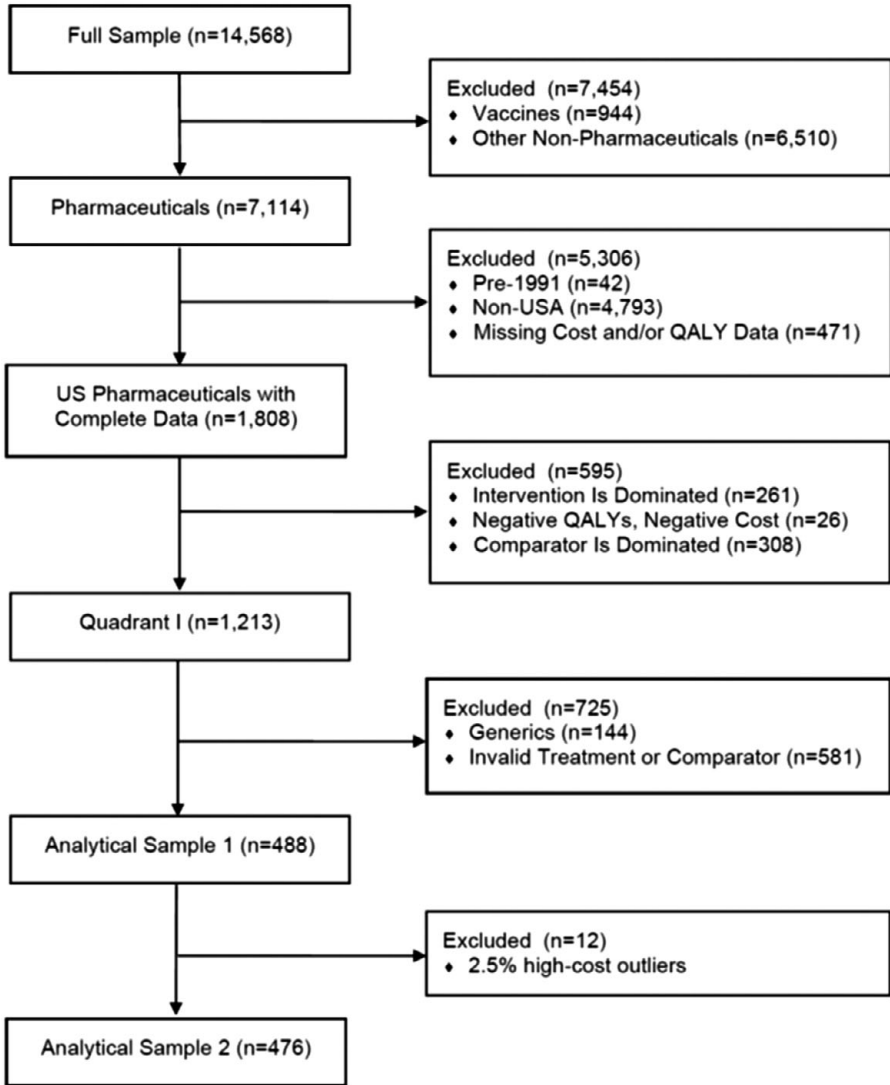 Full Sample (n=14,568)
Excluded (n=7,454)
♦ Vaccines (n=944)
♦ Other Non-Pharmaceuticals (n=6,510)
Pharmaceuticals (n=7,114)
Excluded (n=5,306)
♦ Pre-1991 (n=42)
♦ Non-USA (n=4,793)
♦ Missing Cost and/or QALY Data (n=471)
US Pharmaceuticals with
Complete Data (n=1,808)
Excluded (n=595)
♦ Intervention Is Dominated (n=261)
♦ Negative QALYs, Negative Cost (n=26)
♦ Comparator Is Dominated (n=308)
Quadrant I (n=1,213)
Excluded (n=725)
♦ Generics (n=144)
♦ Invalid Treatment or Comparator (n=581)
Analytical Sample 1 (n=488)
Excluded (n=12)
♦ 2.5% high-cost outliers
Analytical Sample 2 (n=476)